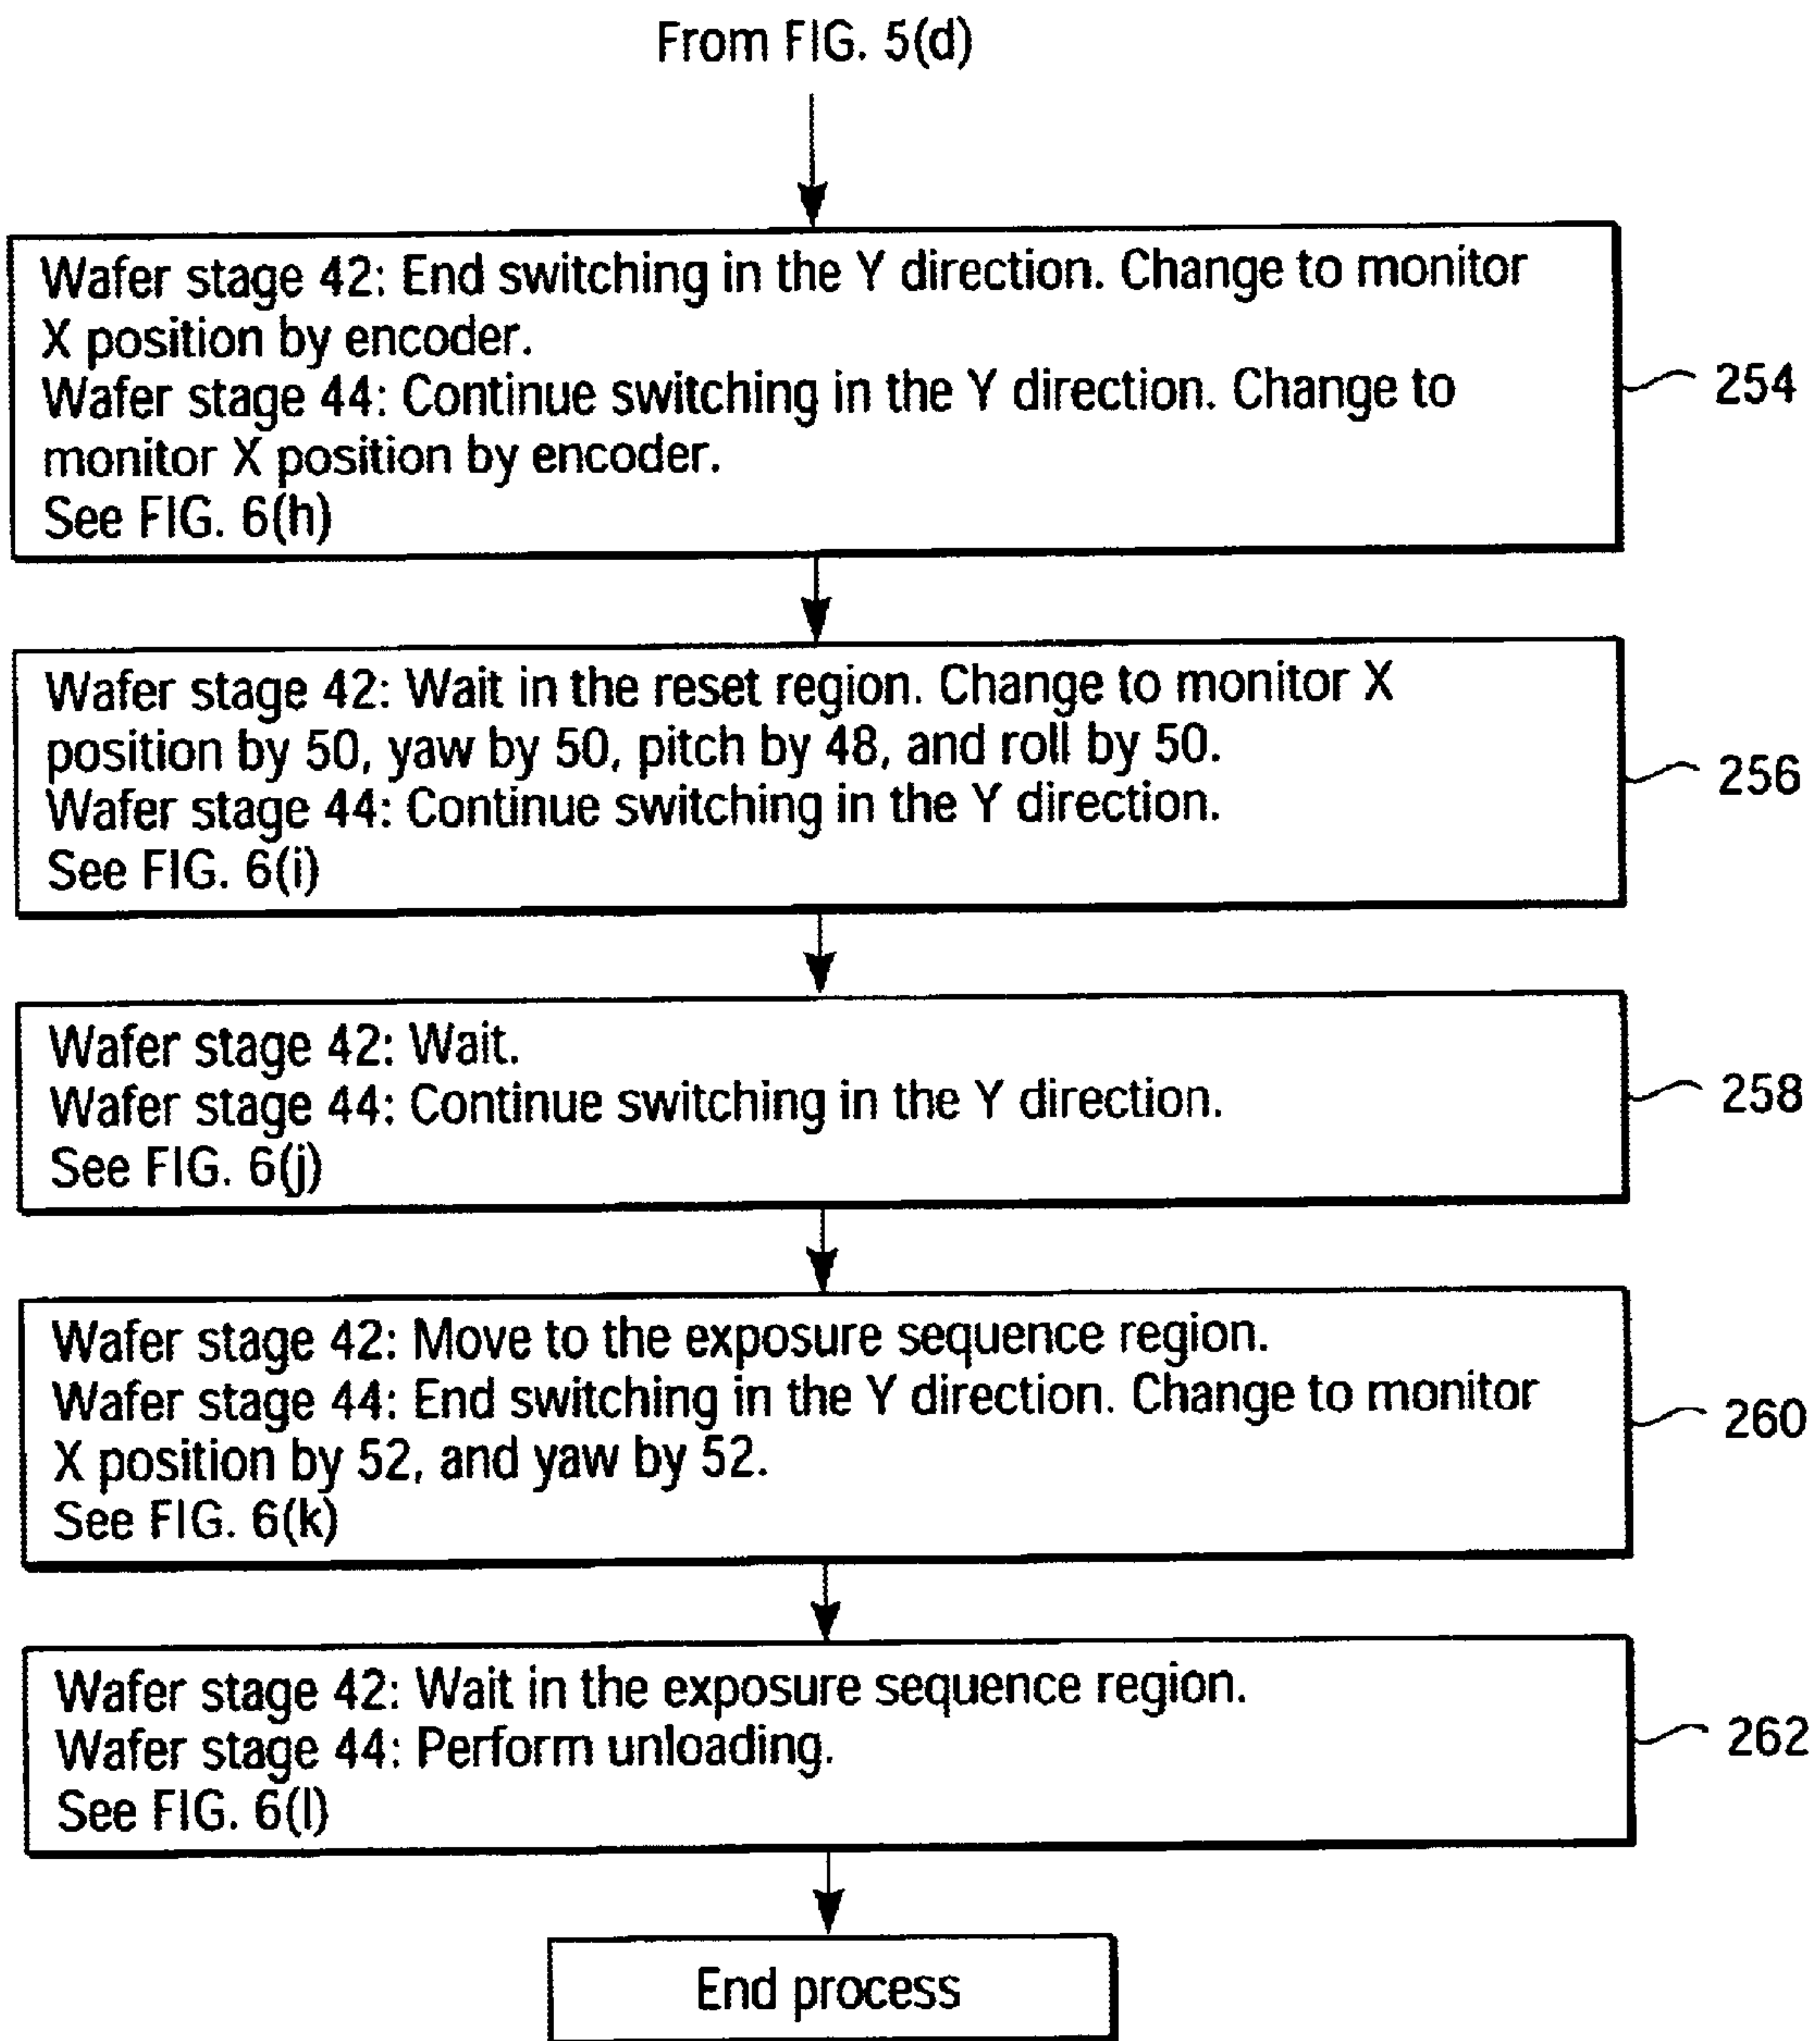 From FIG. 5(d)
Wafer stage 42: End switching in the Y direction. Change to monitor
X position by encoder.
Wafer stage 44: Continue switching in the Y direction. Change to
monitor X position by encoder.
See FIG. 6(h)
254
Wafer stage 42: Wait in the reset region. Change to monitor X
position by 50, yaw by 50, pitch by 48, and roll by 50.
Wafer stage 44: Continue switching in the Y direction.
See FIG. 6(i)
256
Wafer stage 42: Wait.
Wafer stage 44: Continue switching in the Y direction.
See FIG. 6(j)
258
Wafer stage 42: Move to the exposure sequence region.
Wafer stage 44: End switching in the Y direction. Change to monitor
X position by 52, and yaw by 52.
See FIG. 6(k)
260
Wafer stage 42: Wait in the exposure sequence region.
Wafer stage 44: Perform unloading.
See FIG. 6(l)
262
End process